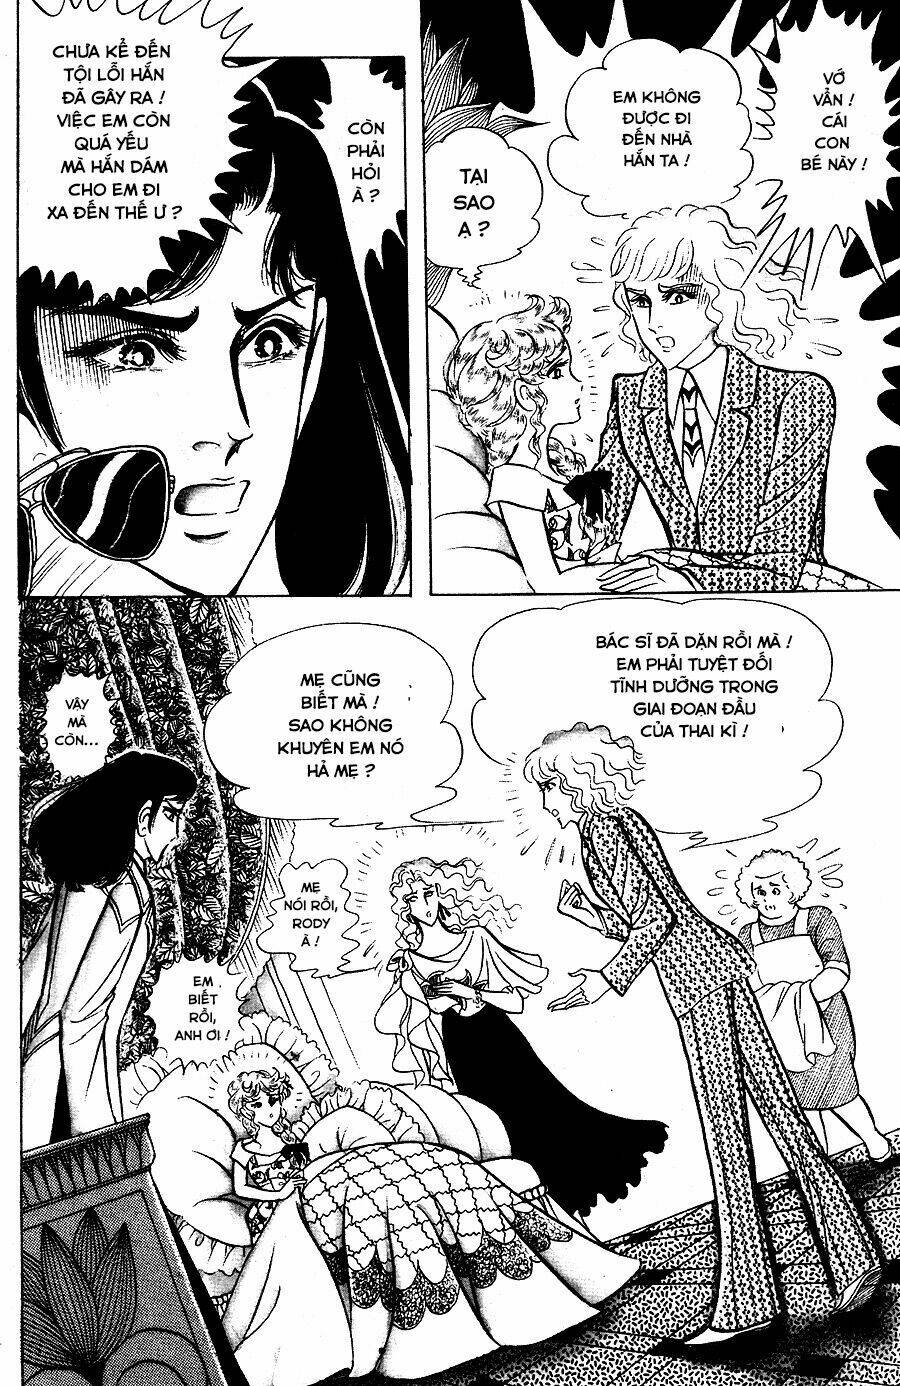 VỚ
VẨN !
CÁI
CON
BÉ NÀY !
EM KHÔNG
ĐƯỢC ĐI
ĐẾN NHÀ
HẮN TA !
TẠI
SAO
Ạ ?
CÒN
PHẢI
HỎI
À ?
CHƯA KỂ ĐẾN
TỘI LỖI HẮN
ĐÃ GÂY RA !
VIỆC EM CÒN
QUÁ YẾU
MÀ HẮN DÁM
CHO EM ĐI
XA ĐẾN THẾ Ư ?
BÁC SĨ ĐÃ DẶN RỒI MÀ !
EM PHẢI TUYỆT ĐỐI
TĨNH DƯỠNG TRONG
GIAI ĐOẠN ĐẦU
CỦA THAI KÌ !
MẸ CŨNG
BIẾT MÀ !
SAO KHÔNG
KHUYÊN EM NÓ
HẢ MẸ ?
VẬY
MÀ
CÒN...
MẸ
NÓI RỒI,
RODY
À !
EM
BIẾT
RỒI,
ANH ƠI !